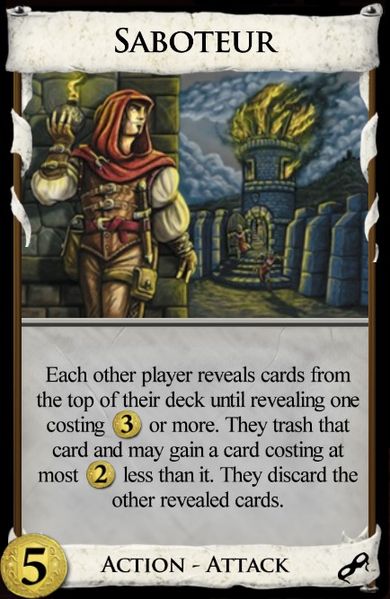 Saboteur
Each other player reveals cards from
the top of their deck until revealing one
costing 3 or more. They trash that
card and may gain a card costing at
most 2 less than it. They discard the
other revealed cards.
5
Action - Attack